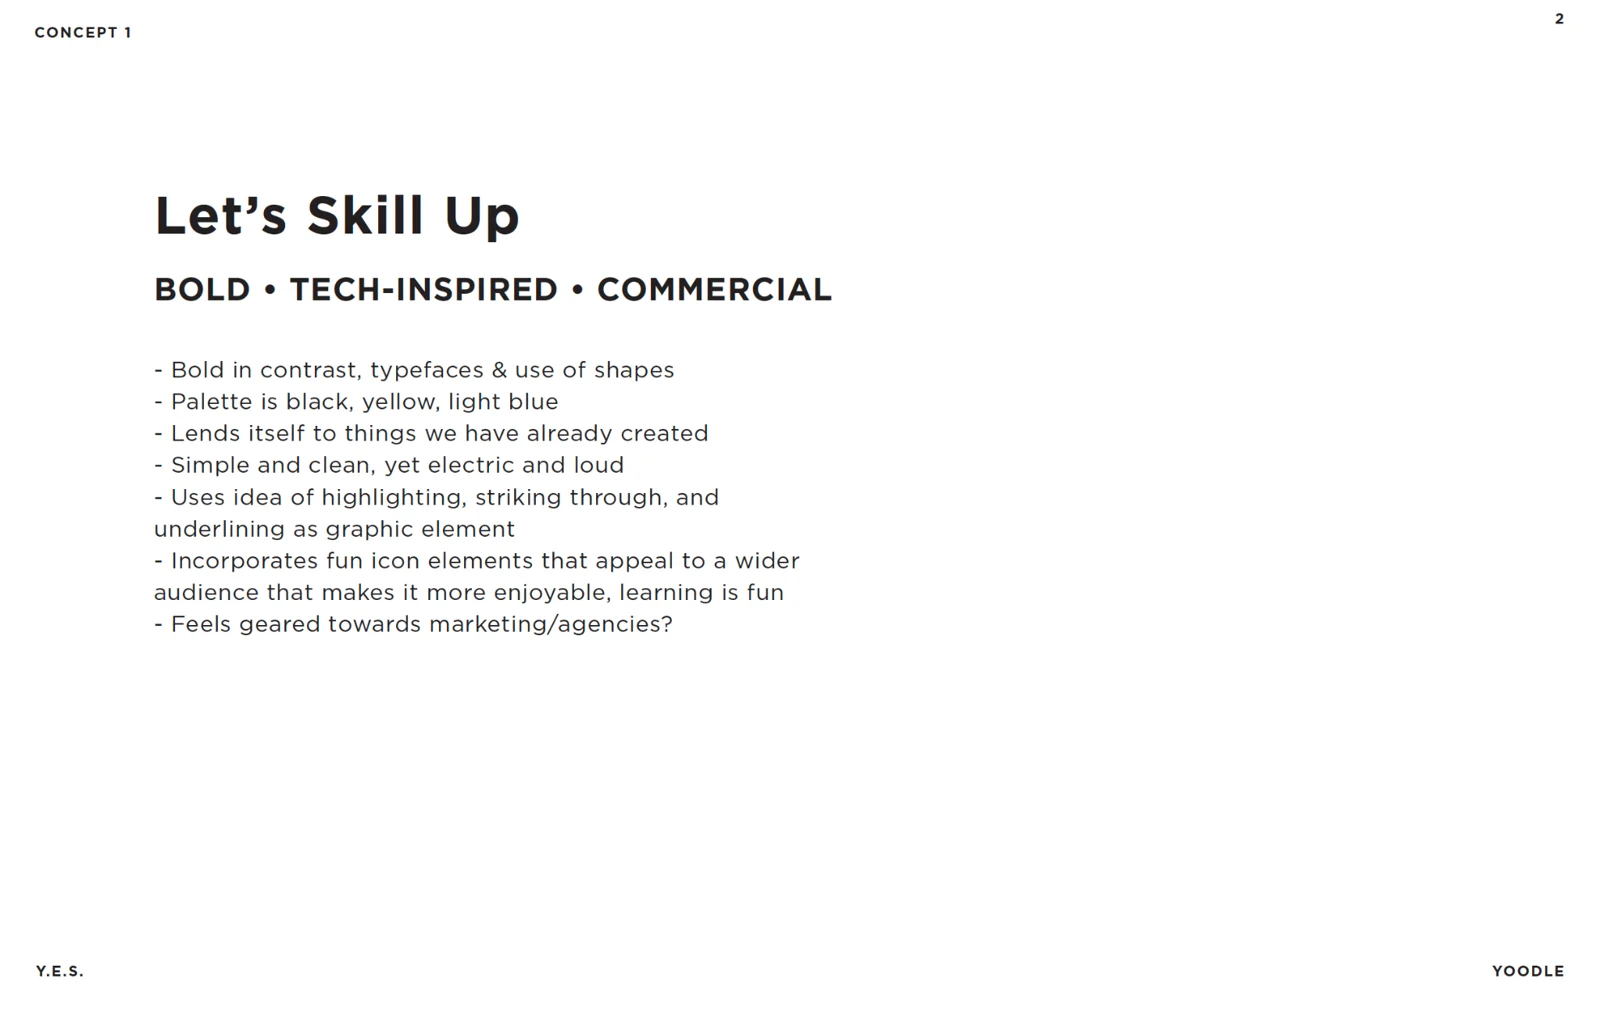 CONCEPT 1
2
Let’s Skill Up
BOLD • TECH-INSPIRED • COMMERCIAL
- Bold in contrast, typefaces & use of shapes
- Palette is black, yellow, light blue
- Lends itself to things we have already created
- Simple and clean, yet electric and loud
- Uses idea of highlighting, striking through, and
underlining as graphic element
- Incorporates fun icon elements that appeal to a wider
audience that makes it more enjoyable, learning is fun
- Feels geared towards marketing/agencies?
Y.E.S.
YOODLE